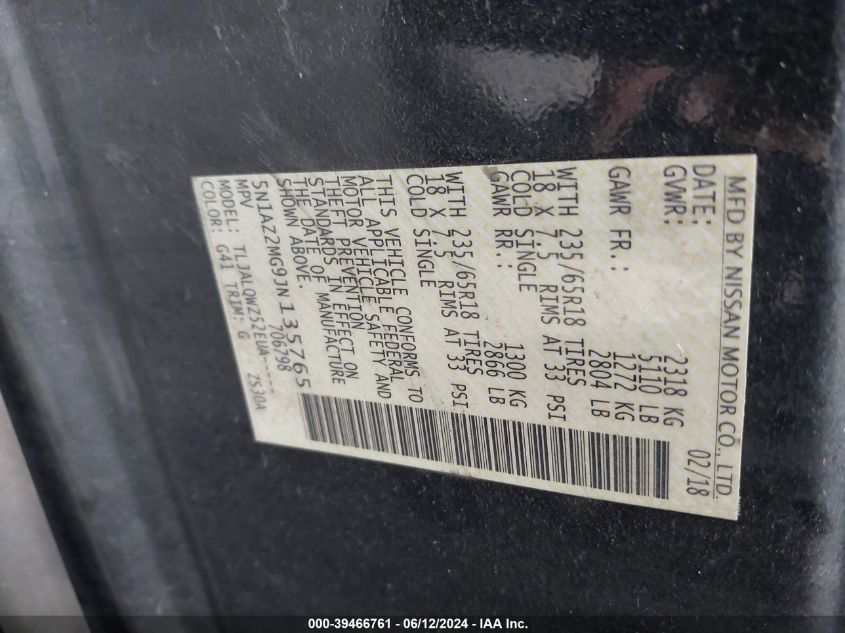 MFD BY NISSAN MOTOR CO., LTD.
DATE: 02/18
GVWR: 2318 KG
5110 LB
GAWR FR.: 1272 KG
2804 LB
WITH 235/65R18 TIRES
18 X 7.5 RIMS AT 33 PSI
COLD SINGLE
GAWR RR.: 1300 KG
2866 LB
WITH 235/65R18 TIRES
18 X 7.5 RIMS AT 33 PSI
COLD SINGLE
THIS VEHICLE CONFORMS TO
ALL APPLICABLE FEDERAL
MOTOR VEHICLE SAFETY AND
THEFT PREVENTION
STANDARDS IN EFFECT ON
THE DATE OF MANUFACTURE
SHOWN ABOVE.
5N1AZ2MG9JN135765
MPV 706798
MODEL: TLJALQWZ52EUA-----
COLOR: G41 TRIM: G ZS30A
000-39466761 - 06/12/2024 - IAA Inc.